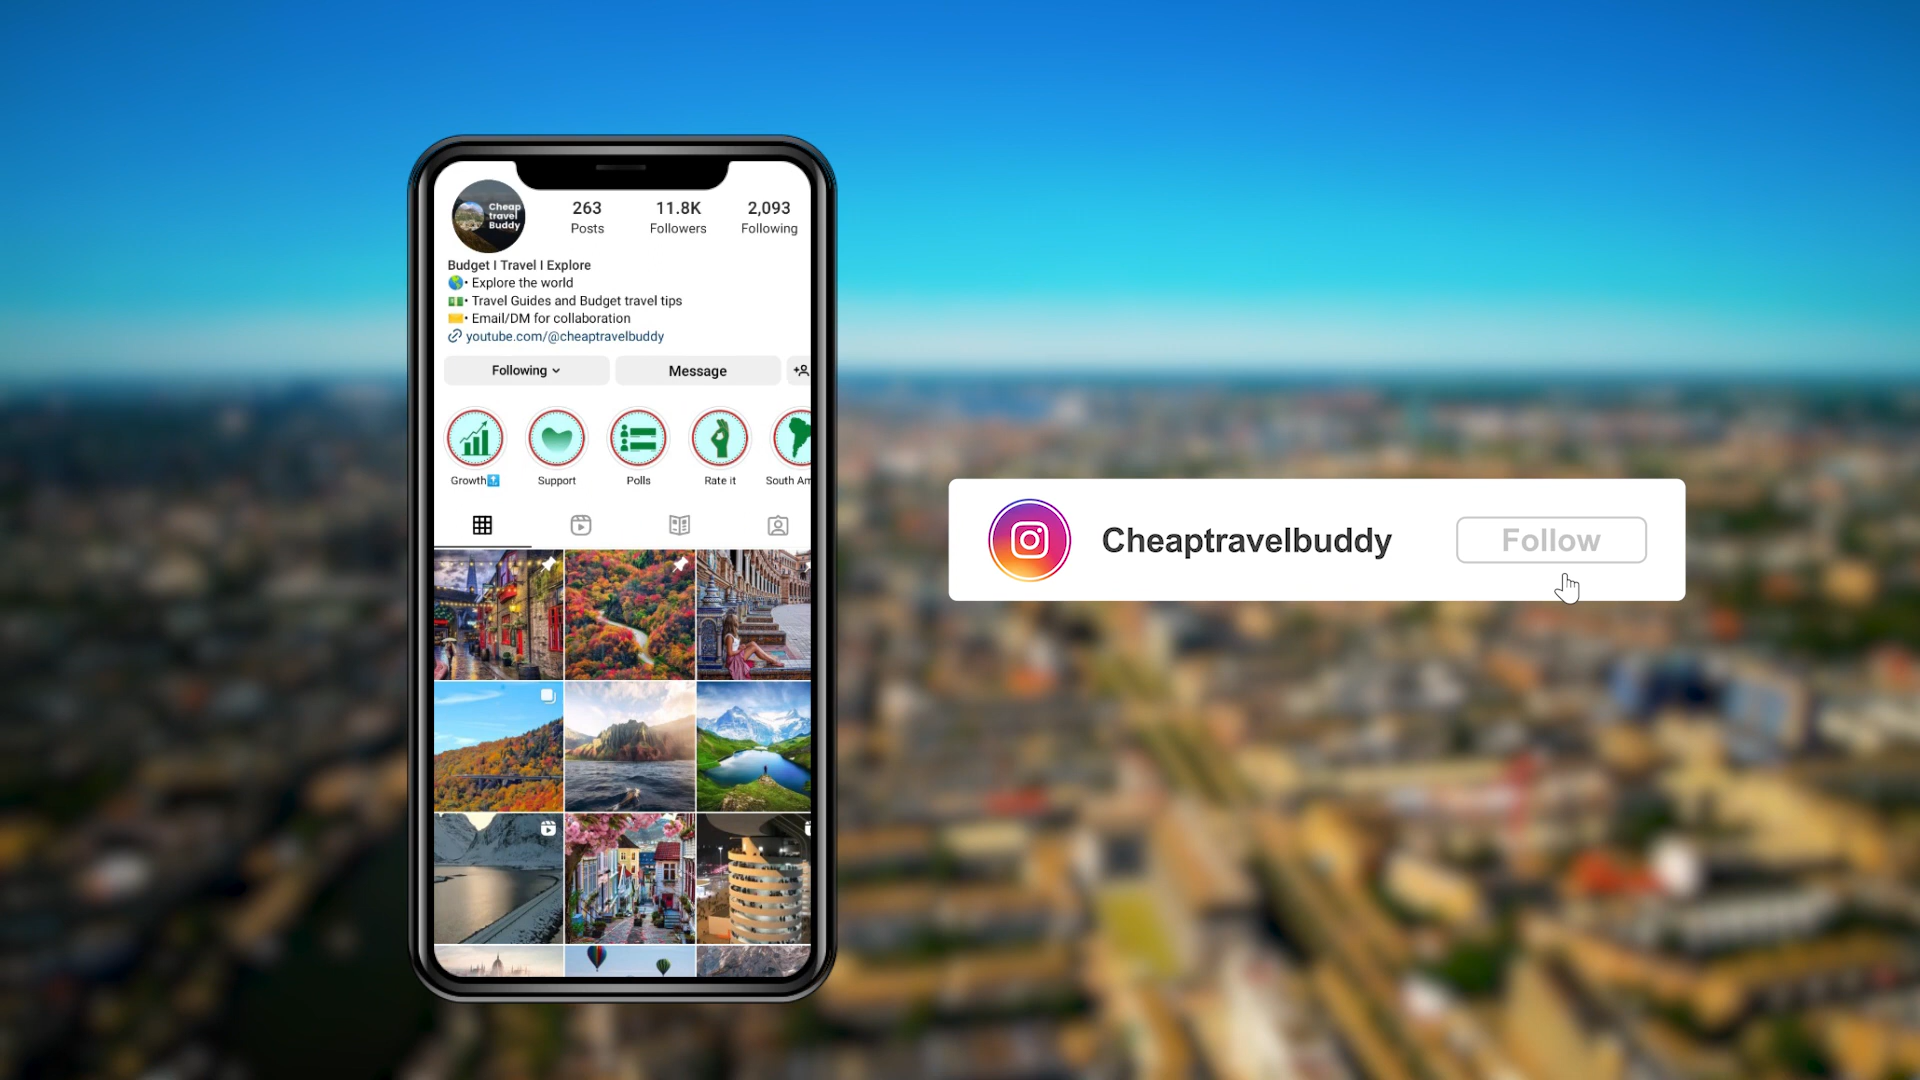 Cheap
travel
Buddy
263
Posts
11.8K
Followers
2,093
Following
Budget I Travel I Explore
🌎• Explore the world
💵• Travel Guides and Budget travel tips
✉️• Email/DM for collaboration
youtube.com/@cheaptravelbuddy
Following
Message
Growth
Support
Polls
Rate it
South Am
Cheaptravelbuddy
Follow